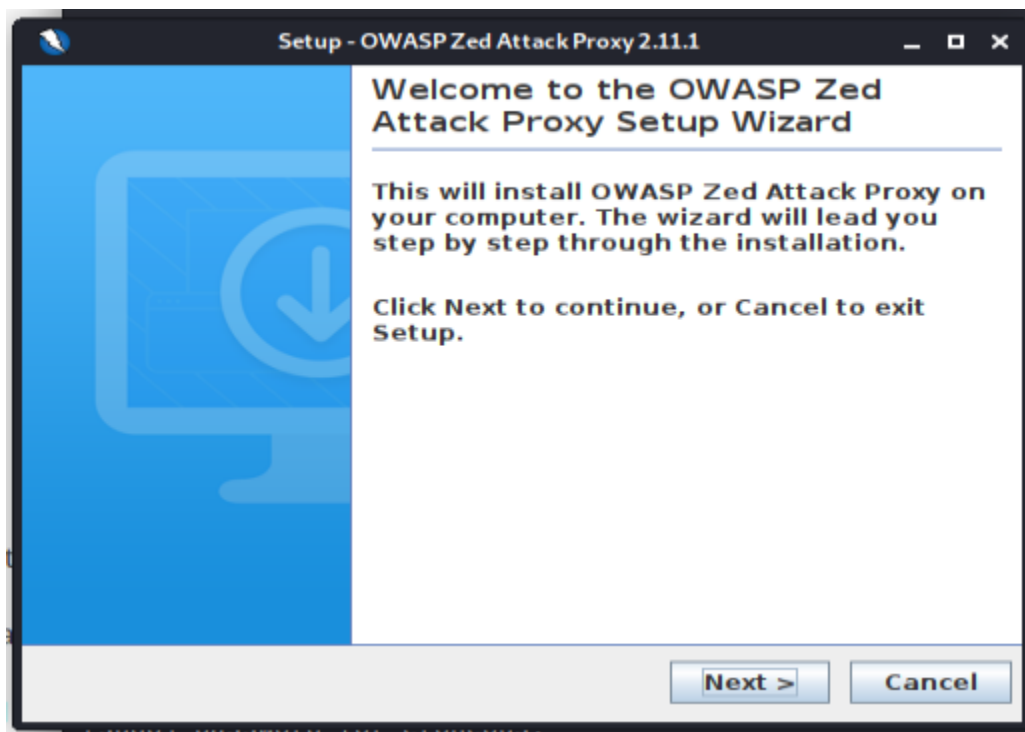 Setup - OWASP Zed Attack Proxy 2.11.1
Welcome to the OWASP Zed
Attack Proxy Setup Wizard
This will install OWASP Zed Attack Proxy on
your computer. The wizard will lead you
step by step through the installation.
Click Next to continue, or Cancel to exit
Setup.
Next >
Cancel